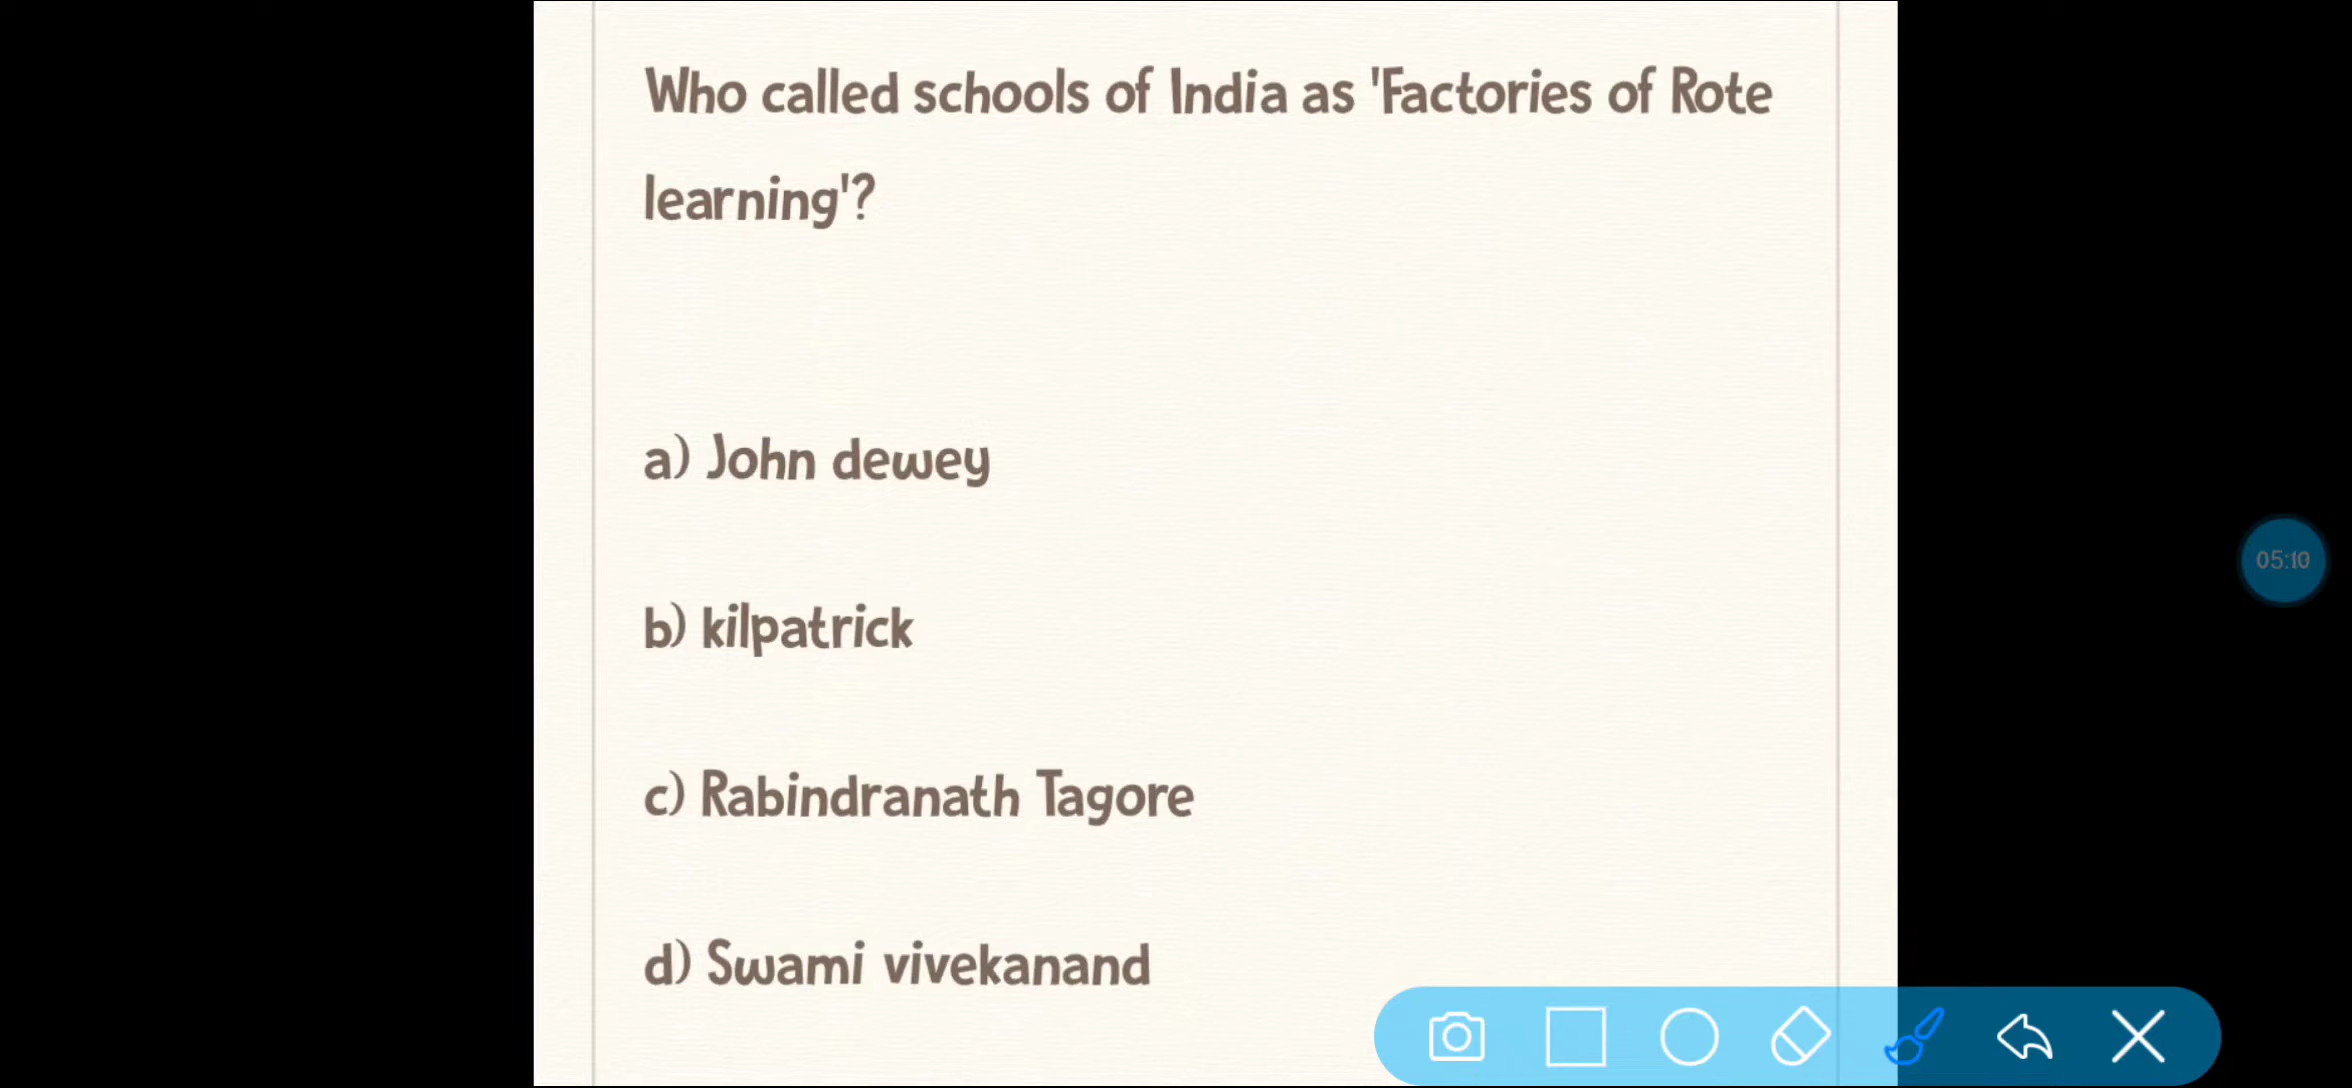 Who called schools of India as 'Factories of Rote
learning'?
a) John dewey
b) kilpatrick
05:10
c) Rabindranath Tagore
d) Swami vivekanand